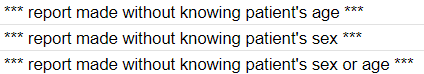 *** report made without knowing patient's age ***
*** report made without knowing patient's sex ***
*** report made without knowing patient's sex or age ***